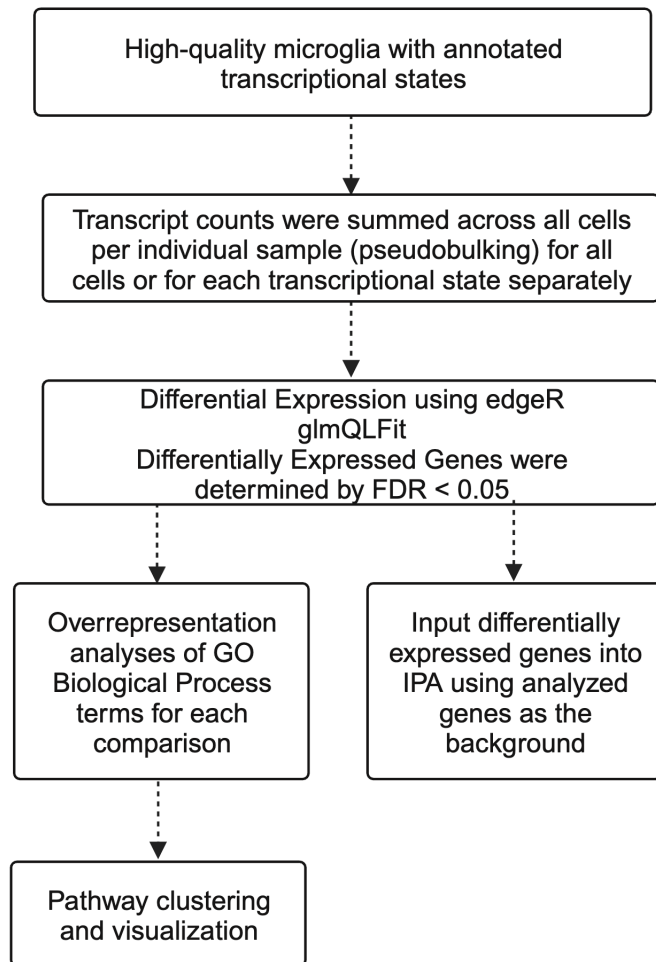 High-quality microglia with annotated
transcriptional states
Transcript counts were summed across all cells
per individual sample (pseudobulking) for all
cells or for each transcriptional state separately
Differential Expression using edgeR
glmQLFit
Differentially Expressed Genes were
determined by FDR < 0.05
Overrepresentation
analyses of GO
Biological Process
terms for each
comparison
Input differentially
expressed genes into
IPA using analyzed
genes as the
background
Pathway clustering
and visualization